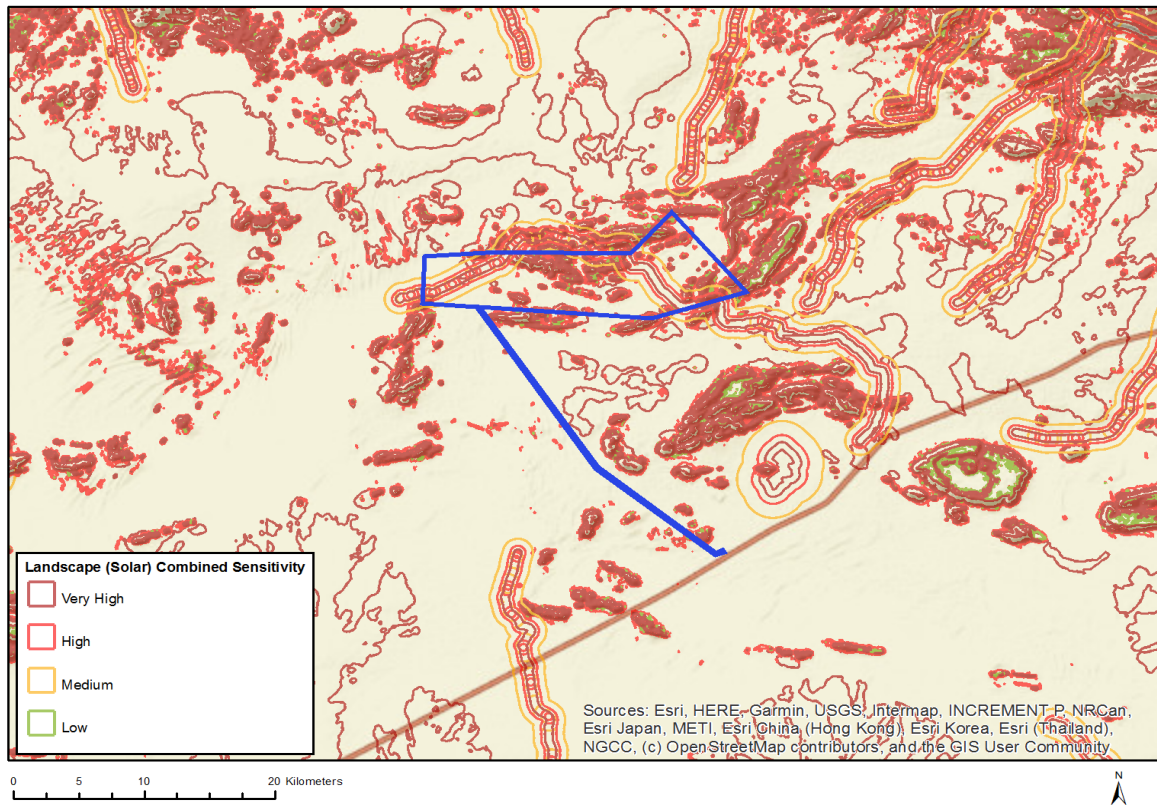 Landscape (Solar) Combined Sensitivity
Very High
High
Medium
Low
Sources: Esri, HERE, Garmin, USGS, Intermap, INCREMENT P, NRCan,
Esri Japan, METI, Esri China (Hong Kong), Esri Korea, Esri (Thailand),
NGCC, (c) OpenStreetMap contributors, and the GIS User Community
0 5 10 20 Kilometers
N